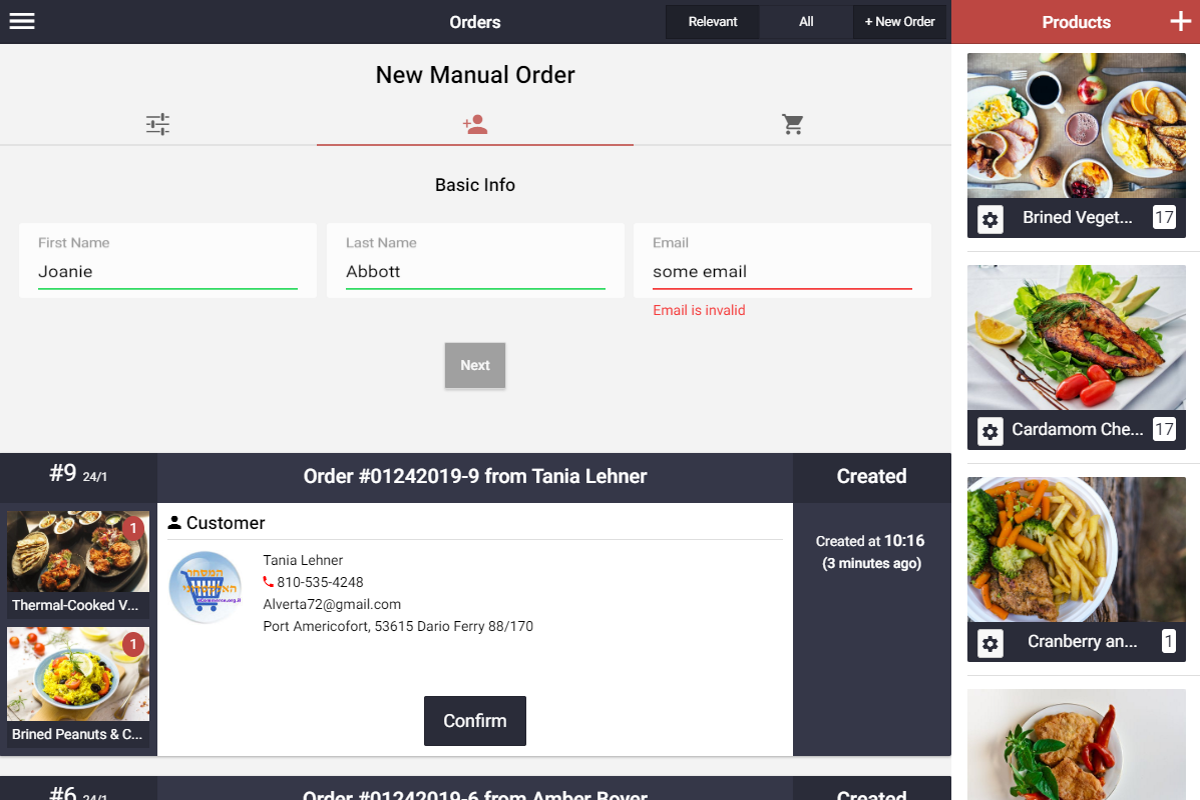 Orders
Relevant
All
+ New Order
Products
New Manual Order
Basic Info
First Name
Joanie
Last Name
Abbott
Email
some email
Email is invalid
Next
#9 24/1
Order #01242019-9 from Tania Lehner
Created
1
Thermal-Cooked V...
1
Brined Peanuts & C...
Customer
המסחר
Tania Lehner
810-535-4248
Alverta72@gmail.com
Port Americofort, 53615 Dario Ferry 88/170
Confirm
Created at 10:16
(3 minutes ago)
#6 24/1
Order #01242019-6 from Amber Boyer
Created
Brined Veget... 17
Cardamom Che... 17
Cranberry an... 1